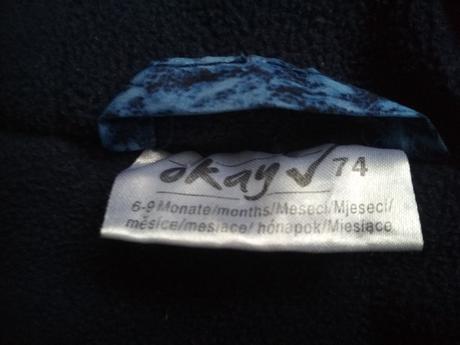 okay 74
6-9 Monate/months/Meseci/Mjeseci/
měsíce/mesiace/ hónapok/Miesiące